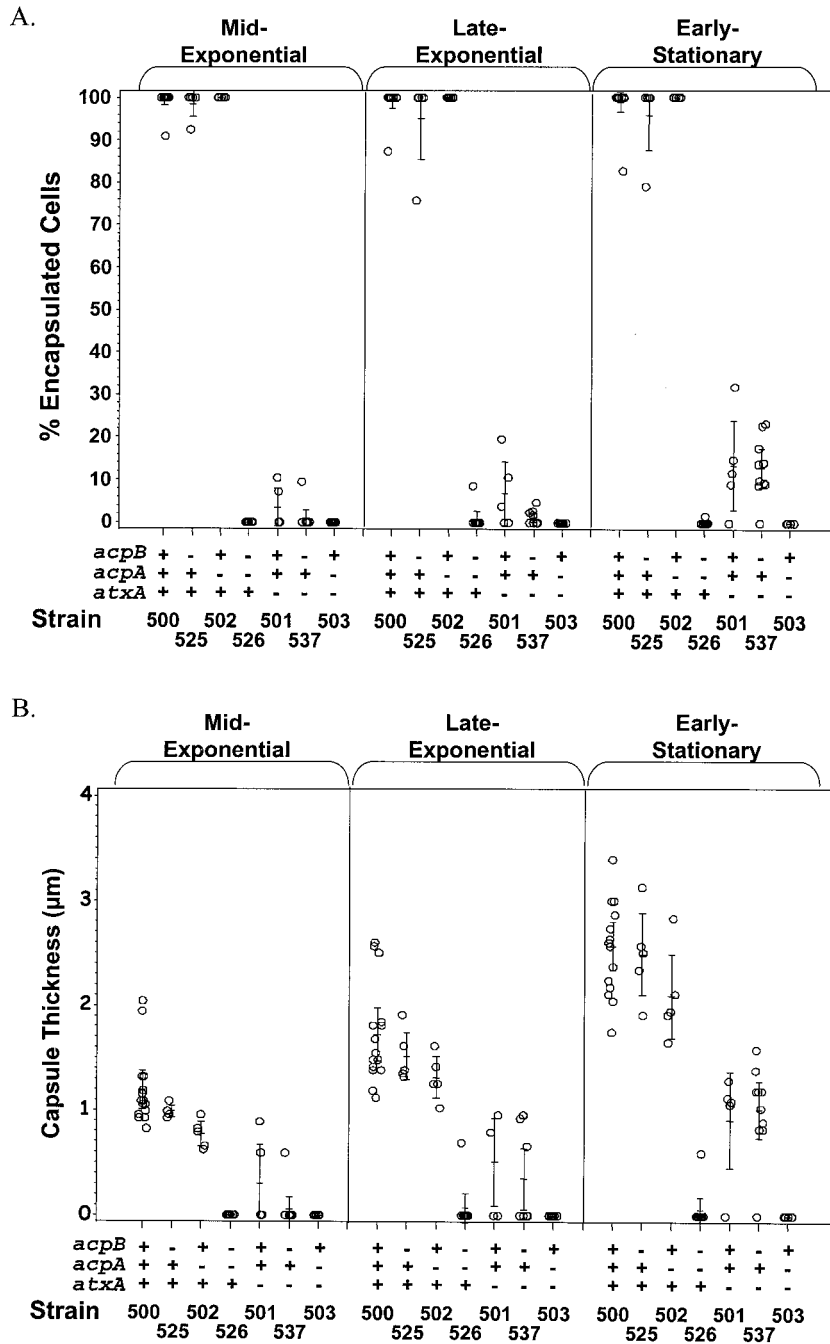 A.
Mid-
Exponential
Late-
Exponential
Early-
Stationary
% Encapsulated Cells
100
90
80
70
60
50
40
30
20
10
0
acpB + - + - + - + + - + - + - + + - + - + - +
acpA + + - - + + - + + - - + + - + + - - + + -
atxA + + + + - - - + + + + - - - + + + + - - -
Strain 500 502 501 503 500 502 501 503 500 502 501 503
525 526 537 525 526 537 525 526 537
B.
Mid-
Exponential
Late-
Exponential
Early-
Stationary
Capsule Thickness (µm)
4
3
2
1
0
acpB + - + - + - + + - + - + - + + - + - + - +
acpA + + - - + + - + + - - + + - + + - - + + -
atxA + + + + - - - + + + + - - - + + + + - - -
Strain 500 502 501 503 500 502 501 503 500 502 501 503
525 526 537 525 526 537 525 526 537